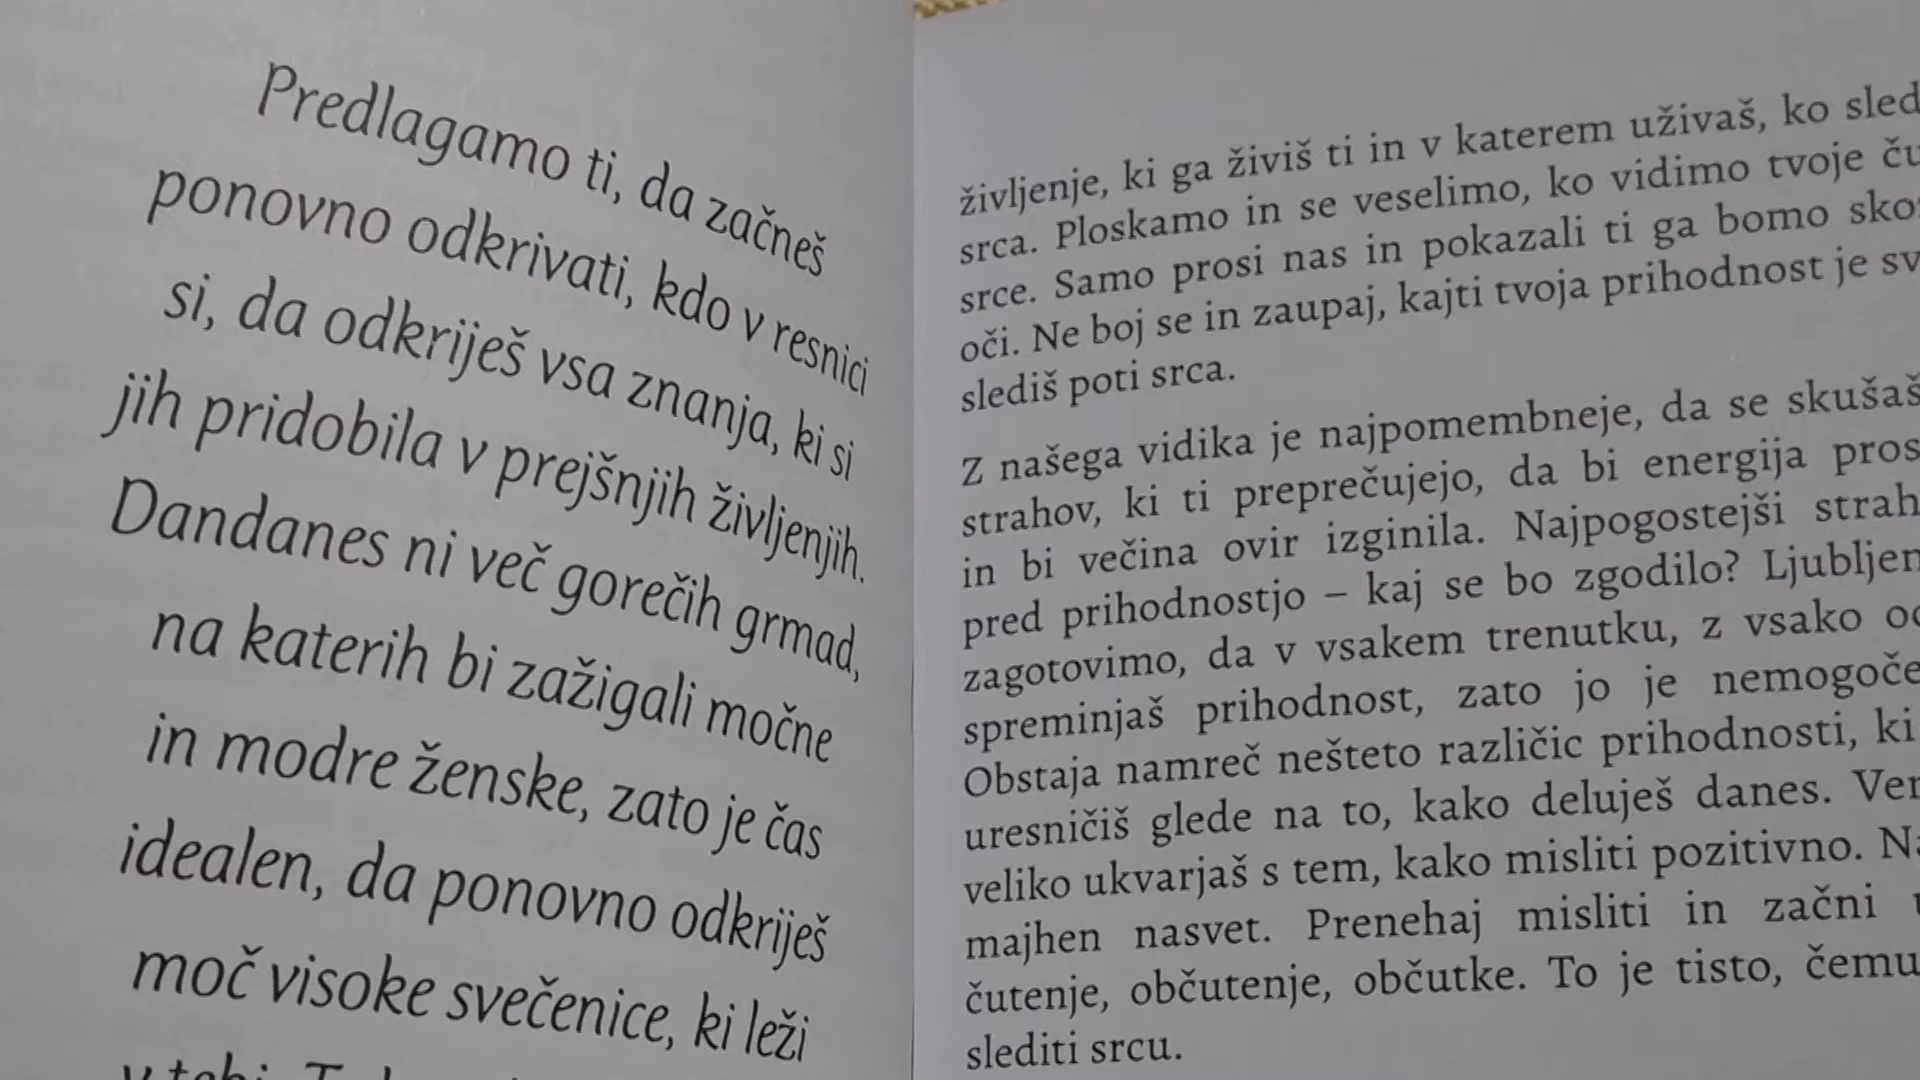 Predlagamo ti, da začneš
ponovno odkrivati, kdo v resnici
si, da odkriješ vsa znanja, ki si
jih pridobila v prejšnjih življenjih.
Dandanes ni več gorečih grmad,
na katerih bi zažigali močne
in modre ženske, zato je čas
idealen, da ponovno odkriješ
moč visoke svečenice, ki leži
v tebi.
življenje, ki ga živiš ti in v katerem uživaš, ko
srca. Ploskamo in se veselimo, ko vidimo tvoje
srce. Samo prosi nas in pokazali ti ga bomo
oči. Ne boj se in zaupaj, kajti tvoja prihodnost je
slediš poti srca.
Z našega vidika je najpomembneje, da se skušaš
strahov, ki ti preprečujejo, da bi energija
in bi večina ovir izginila. Najpogostejši
pred prihodnostjo – kaj se bo zgodilo?
zagotovimo, da v vsakem trenutku, z vsako
spreminjaš prihodnost, zato jo je nemogoče
Obstaja namreč nešteto različic prihodnosti, ki
uresničiš glede na to, kako deluješ danes.
veliko ukvarjaš s tem, kako misliti pozitivno.
majhen nasvet. Prenehaj misliti in začni
čutenje, občutenje, občutke. To je tisto, čemu
slediti srcu.